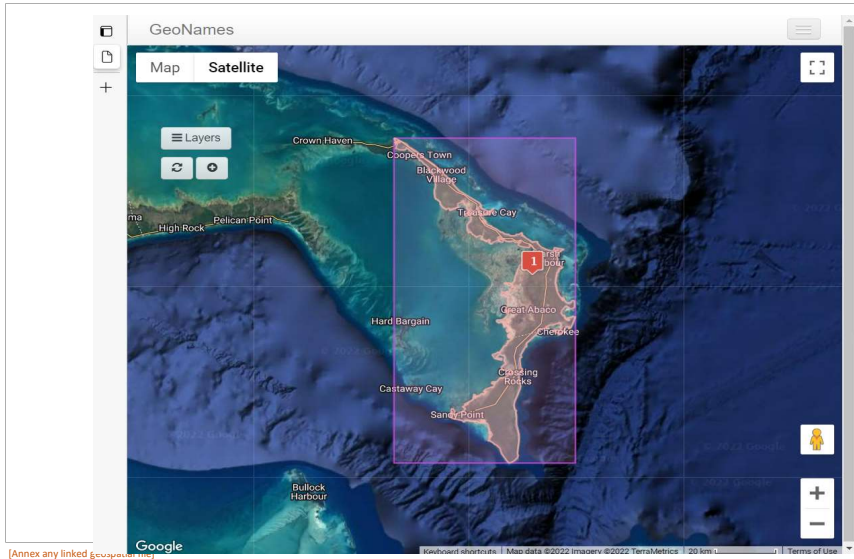 GeoNames
Map Satellite
Layers
Crown Haven
Coopers Town
Blackwood
Village
Treasure Cay
ma
High Rock
Pelican Point
1
bour
Great Abaco
Hard Bargain
Cherokee
Crossing
Rocks
Castaway Cay
Sandy Point
Bullock
Harbour
Google
Keyboard shortcuts Map data ©2022 Imagery ©2022 TerraMetrics 20 km Terms of Use
[Annex any linked geospatial file]